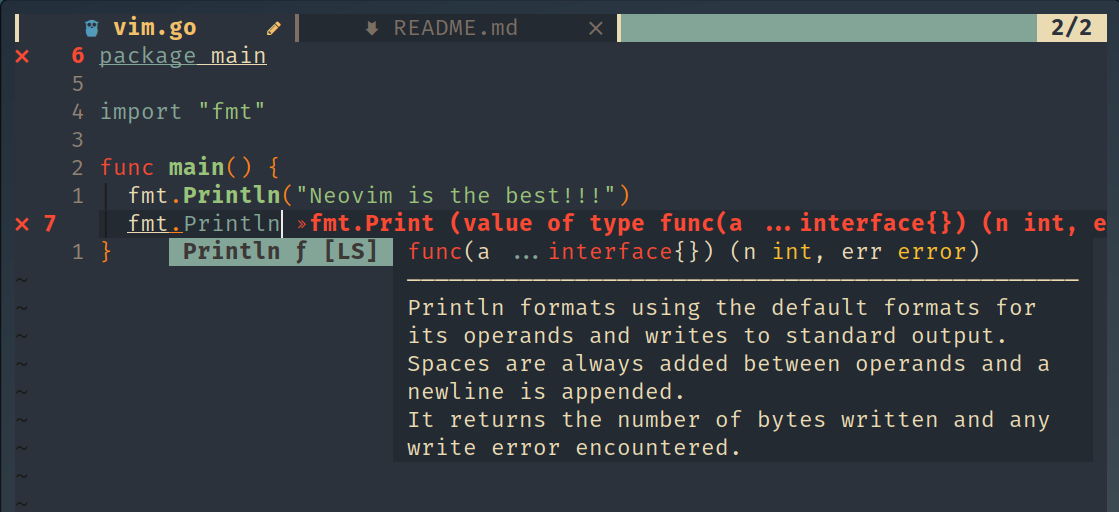 vim.go README.md × 2/2
× 6 package main
5
4 import "fmt"
3
2 func main() {
1 fmt.Println("Neovim is the best!!!")
× 7 fmt.Println »fmt.Print (value of type func(a ...interface{}) (n int, e
1 } Println ƒ [LS] func(a ...interface{}) (n int, err error)
~
~ Println formats using the default formats for
~ its operands and writes to standard output.
~ Spaces are always added between operands and a
~ newline is appended.
~ It returns the number of bytes written and any
~ write error encountered.
~
~